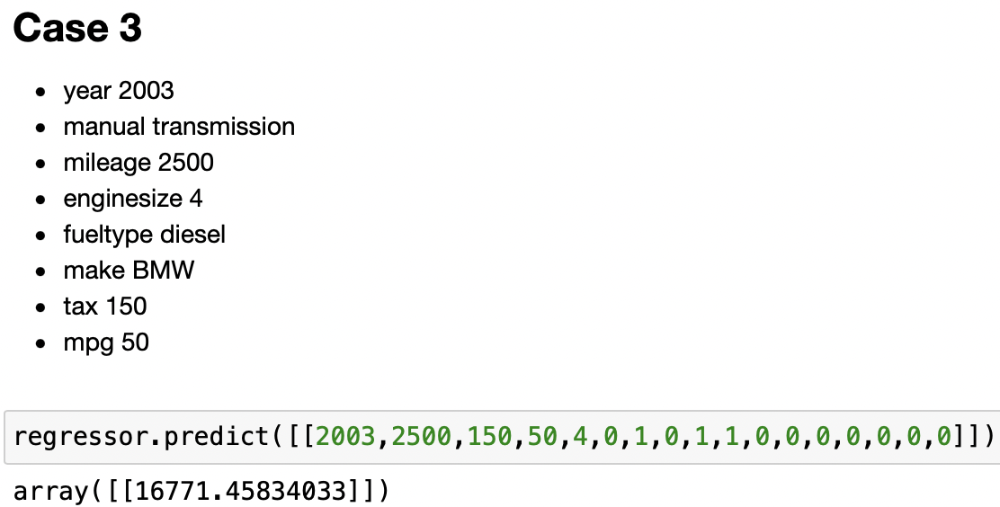 Case 3
• year 2003
• manual transmission
• mileage 2500
• enginesize 4
• fueltype diesel
• make BMW
• tax 150
• mpg 50
regressor.predict([[2003,2500,150,50,4,0,1,0,1,1,0,0,0,0,0,0,0]])
array([[16771.45834033]])